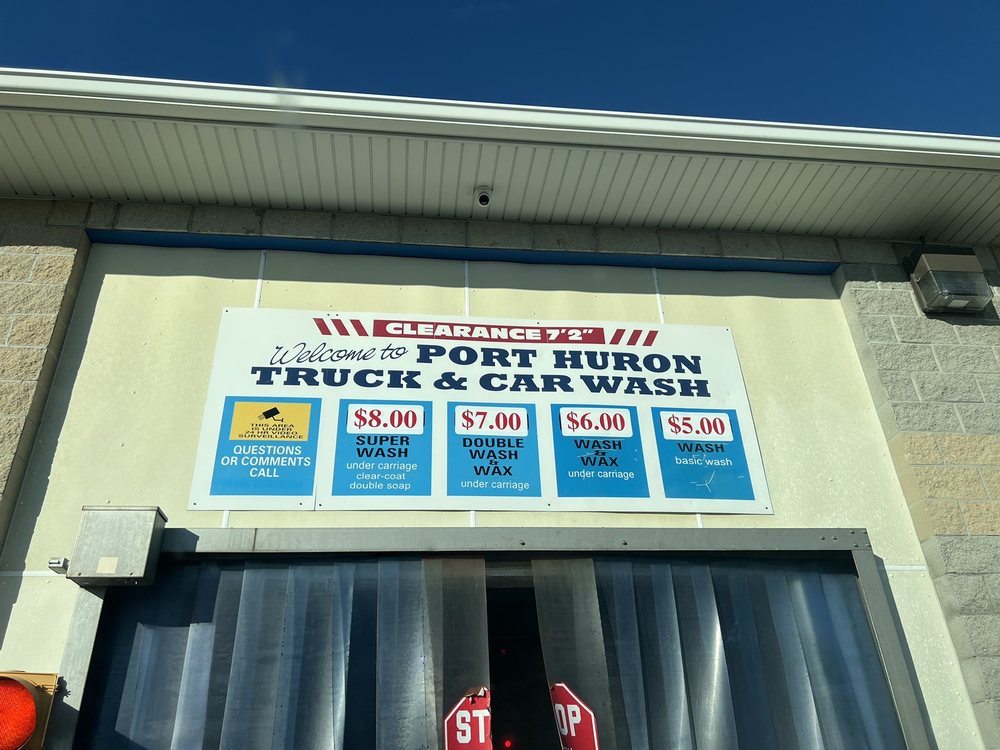 CLEARANCE 7'2"
Welcome to PORT HURON
TRUCK & CAR WASH
THIS AREA
IS UNDER
24 HR VIDEO
SURVEILLANCE
QUESTIONS
OR COMMENTS
CALL
$8.00
SUPER
WASH
under carriage
clear-coat
double soap
$7.00
DOUBLE
WASH
&
WAX
under carriage
$6.00
WASH
&
WAX
under carriage
$5.00
WASH
basic wash
ST OP